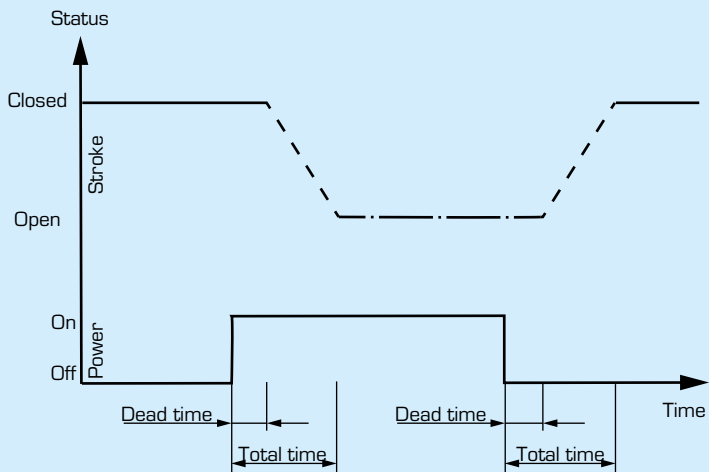 Status
Closed
Stroke
Open
On
Power
Off
Time
Dead time
Dead time
Total time
Total time